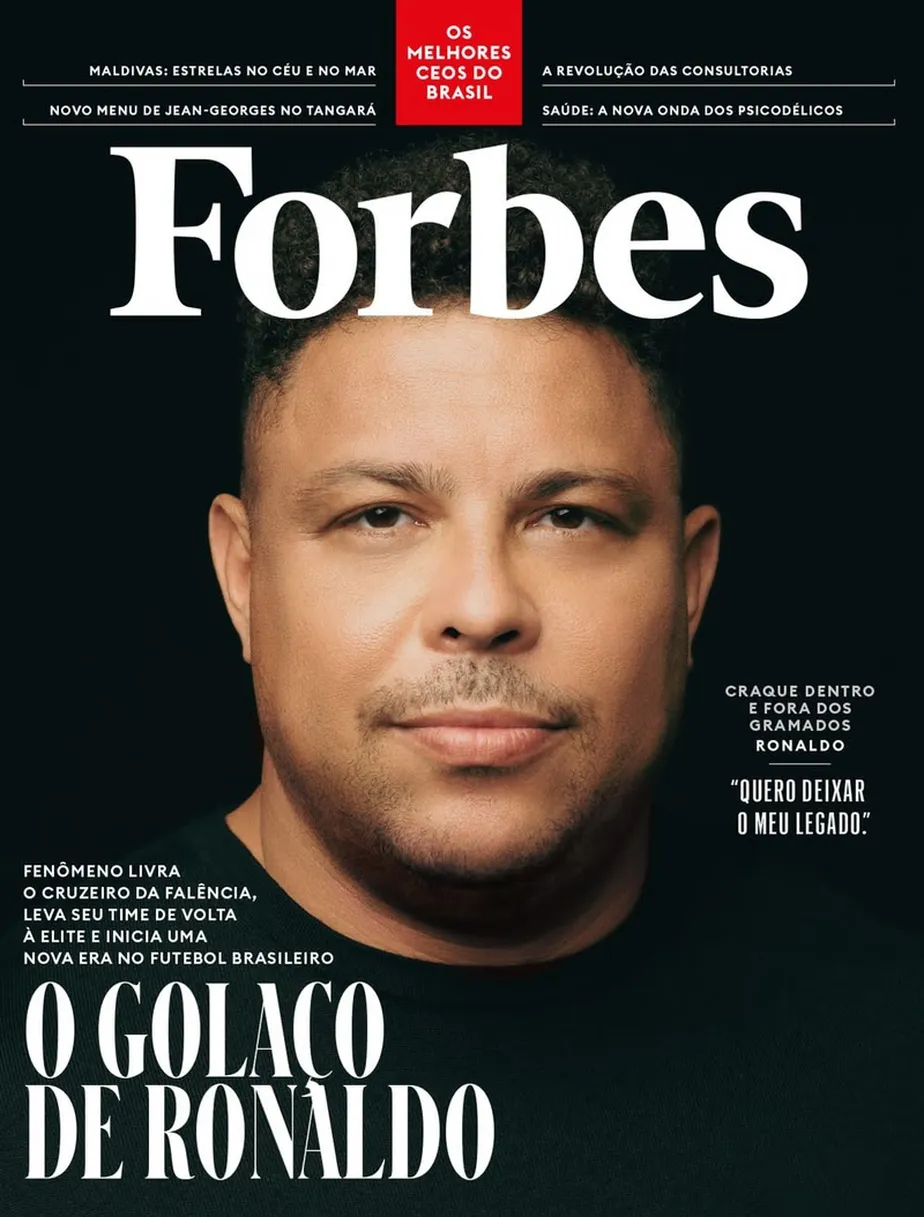 OS
MELHORES
CEOS DO
BRASIL
MALDIVAS: ESTRELAS NO CÉU E NO MAR
NOVO MENU DE JEAN-GEORGES NO TANGARÁ
A REVOLUÇÃO DAS CONSULTORIAS
SAÚDE: A NOVA ONDA DOS PSICODÉLICOS
Forbes
CRAQUE DENTRO
E FORA DOS
GRAMADOS
RONALDO
“QUERO DEIXAR
O MEU LEGADO.”
FENÔMENO LIVRA
O CRUZEIRO DA FALÊNCIA,
LEVA SEU TIME DE VOLTA
À ELITE E INICIA UMA
NOVA ERA NO FUTEBOL BRASILEIRO
O GOLAÇO
DE RONALDO